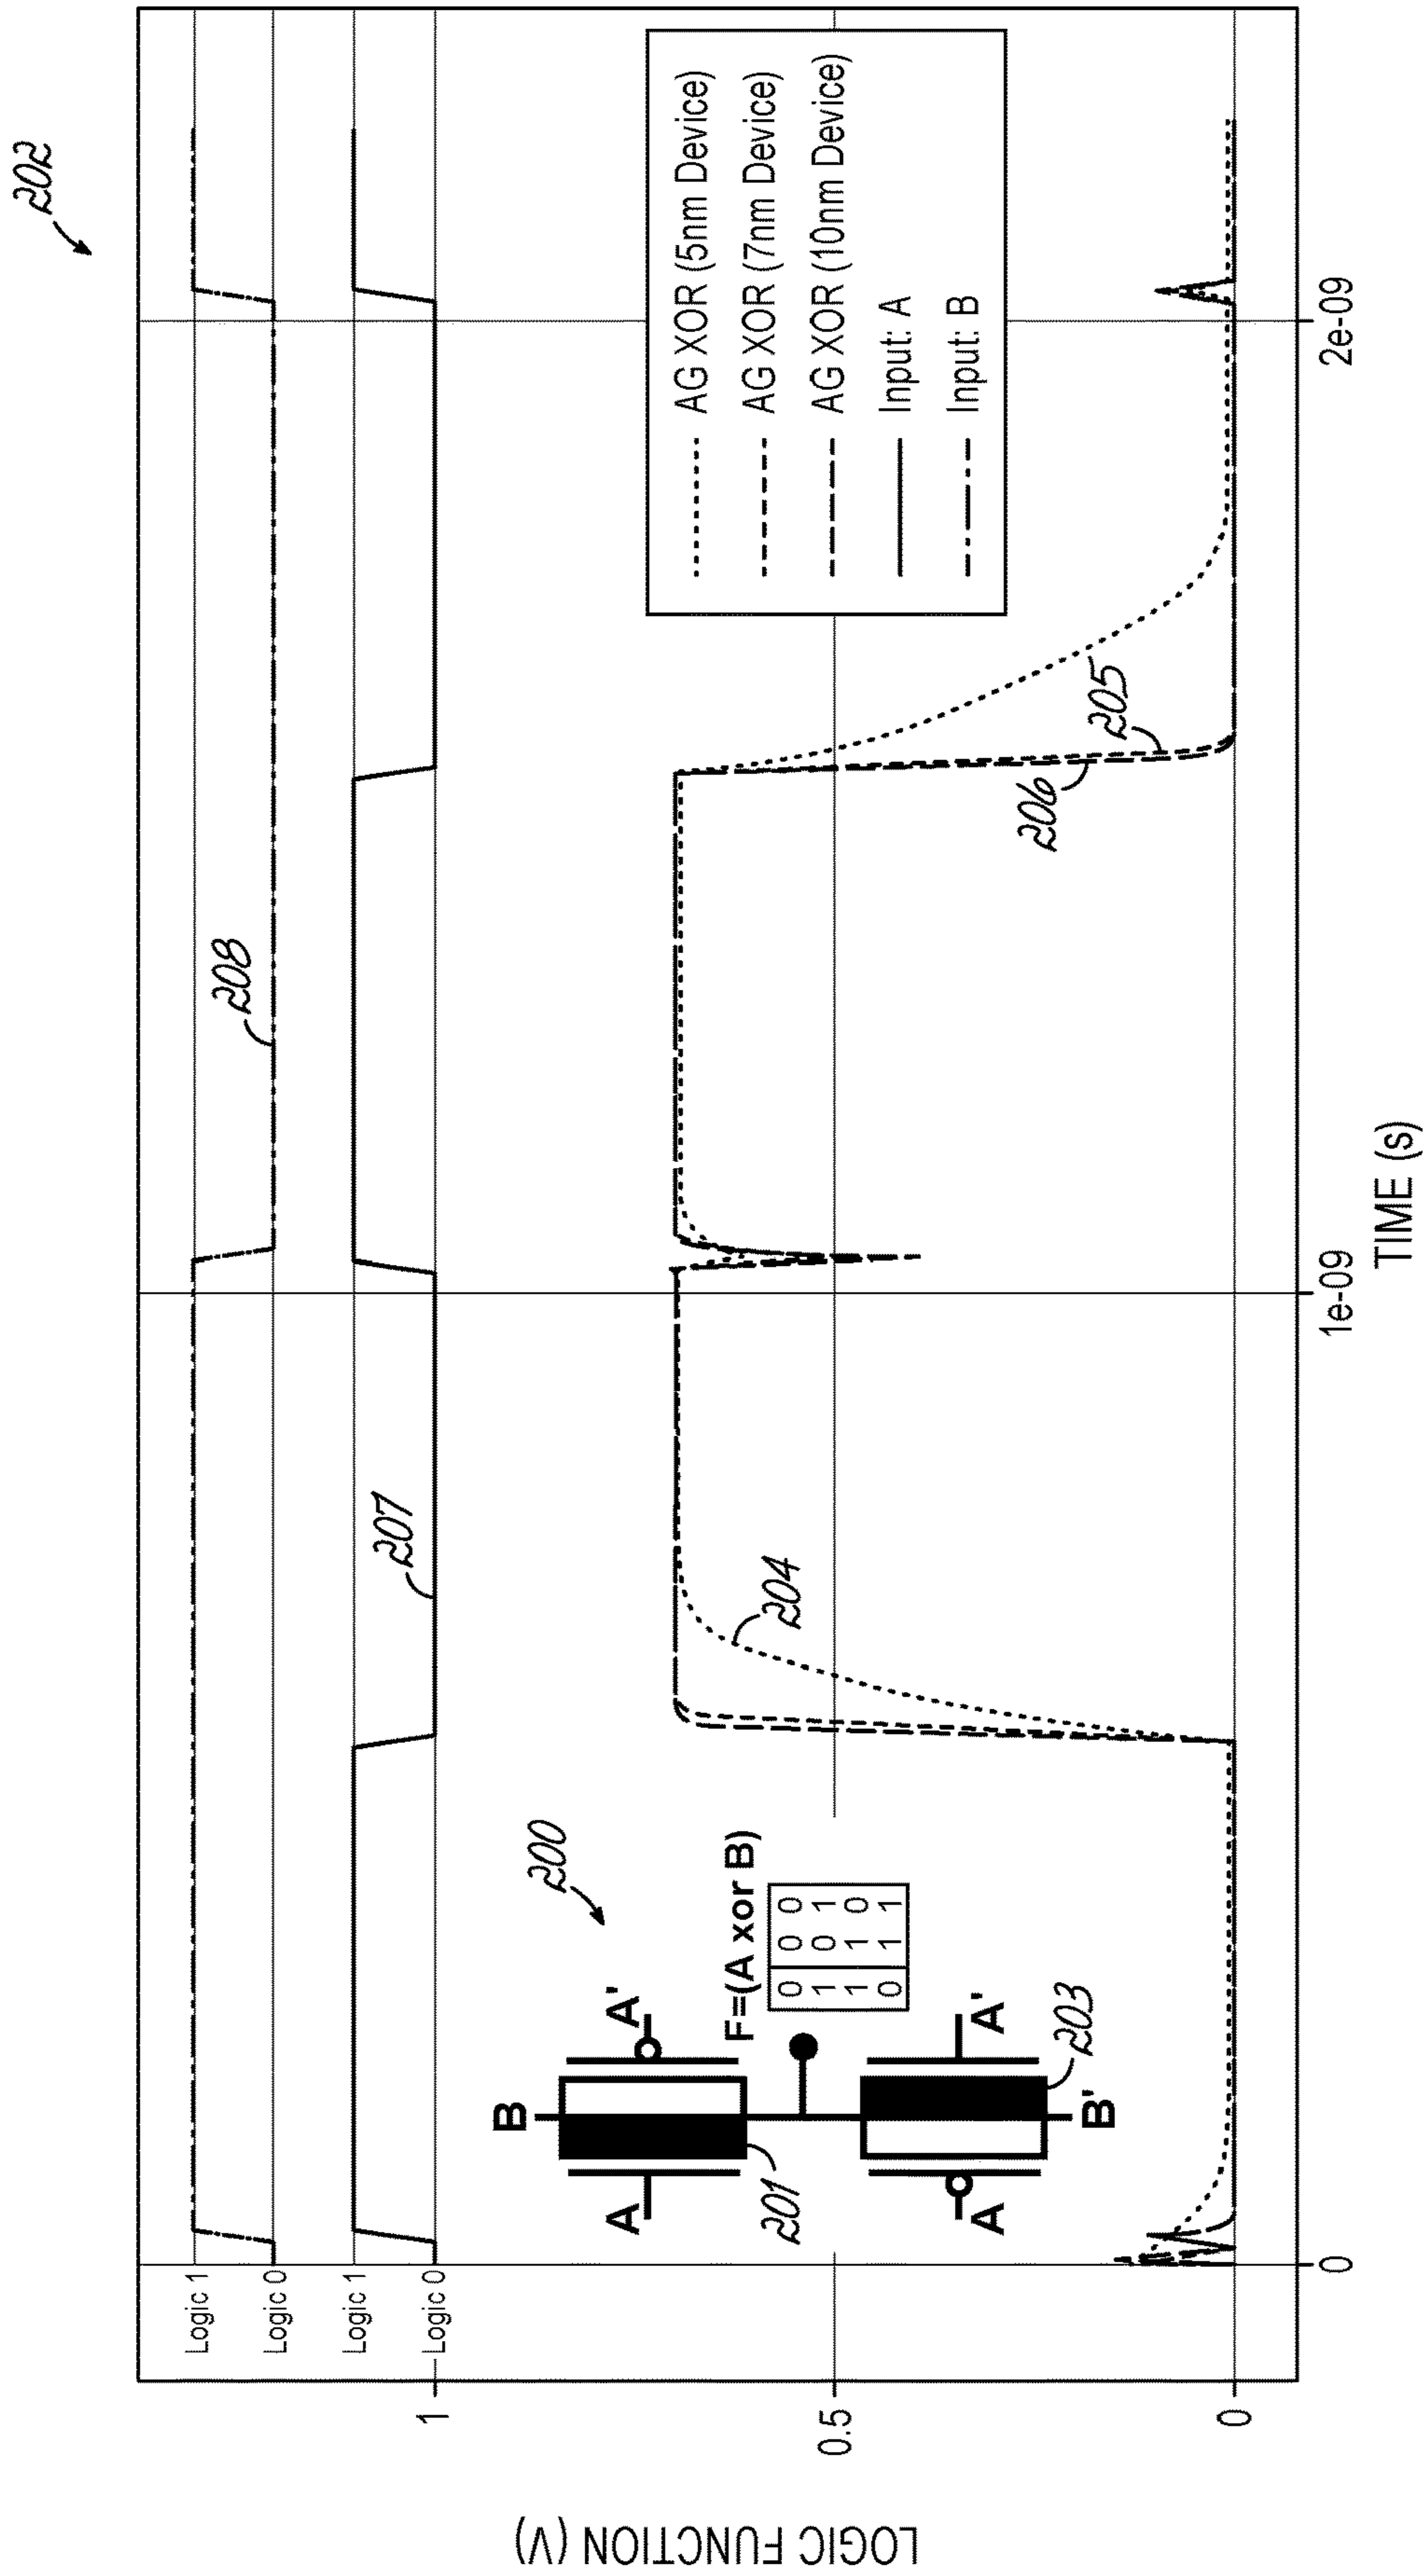 202
Logic 1
Logic 0
208
Logic 1
Logic 0
207
1
200
B
A
A'
201
F=(A xor B)
0 0 0
1 0 1
1 1 0
0 1 1
A
A'
B'
203
204
206
205
AG XOR (5nm Device)
AG XOR (7nm Device)
AG XOR (10nm Device)
Input: A
Input: B
0.5
0
LOGIC FUNCTION (V)
0
1e-09
2e-09
TIME (s)